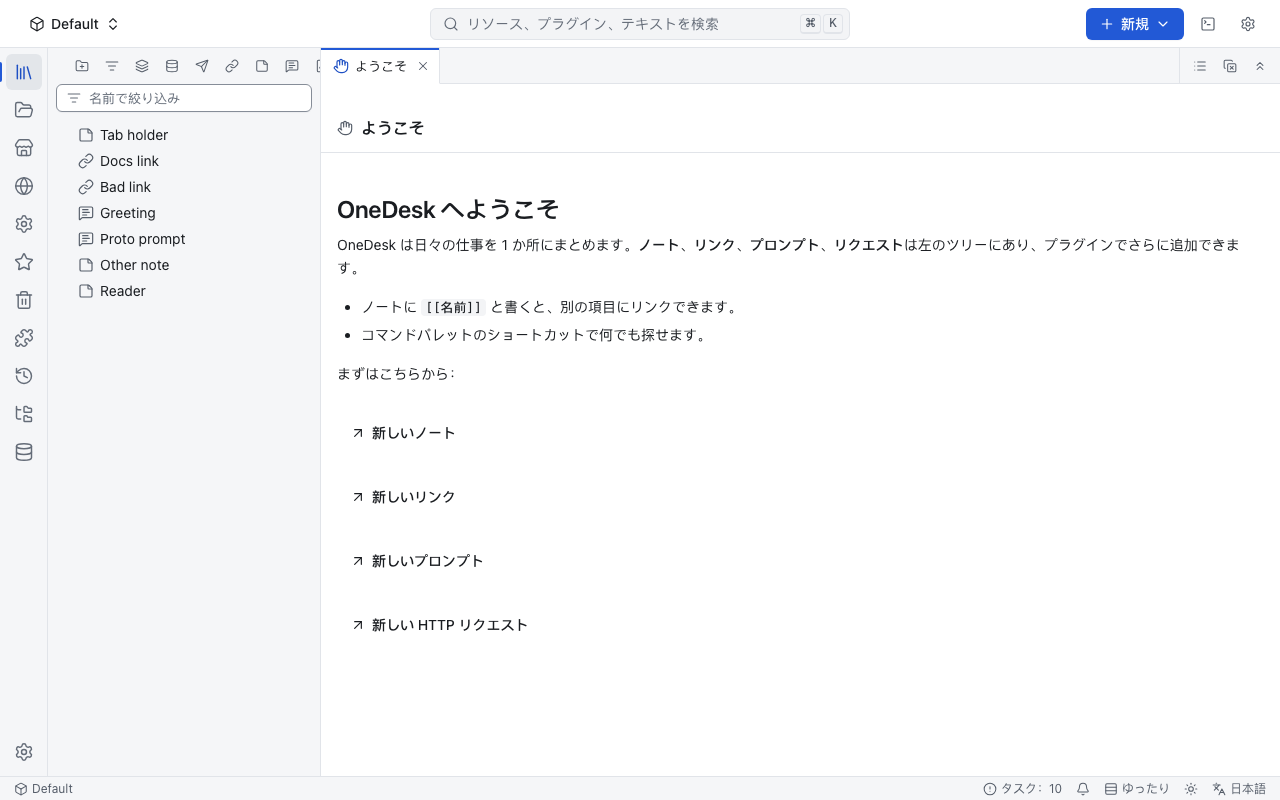 Default
リソース、プラグイン、テキストを検索
⌘ K
新規
ようこそ
名前で絞り込み
Tab holder
Docs link
Bad link
Greeting
Proto prompt
Other note
Reader
ようこそ
OneDesk へようこそ
OneDesk は日々の仕事を 1 か所にまとめます。ノート、リンク、プロンプト、リクエストは左のツリーにあり、プラグインでさらに追加できま
す。
• ノートに [[名前]] と書くと、別の項目にリンクできます。
• コマンドパレットのショートカットで何でも探せます。
まずはこちらから:
新しいノート
新しいリンク
新しいプロンプト
新しい HTTP リクエスト
Default
タスク: 10
ゆったり
日本語